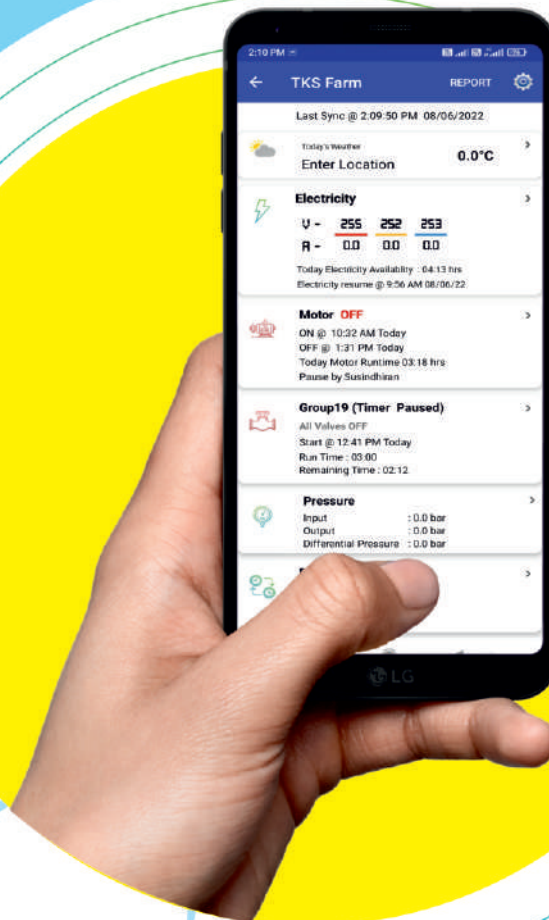 2:10 PM
TKS Farm REPORT
Last Sync @ 2:09:50 PM 08/06/2022
Today's Weather
Enter Location 0.0°C
Electricity
V - 255 252 253
A - 0.0 0.0 0.0
Today Electricity Availablity : 04:13 hrs
Electricity resume @ 9:56 AM 08/06/22
Motor OFF
ON @ 10:32 AM Today
OFF @ 1:31 PM Today
Today Motor Runtime 03:18 hrs
Pause by Susindhiran
Group19 (Timer Paused)
All Valves OFF
Start @ 12:41 PM Today
Run Time : 03:00
Remaining Time : 02:12
Pressure
Input : 0.0 bar
Output : 0.0 bar
Differential Pressure : 0.0 bar
LG